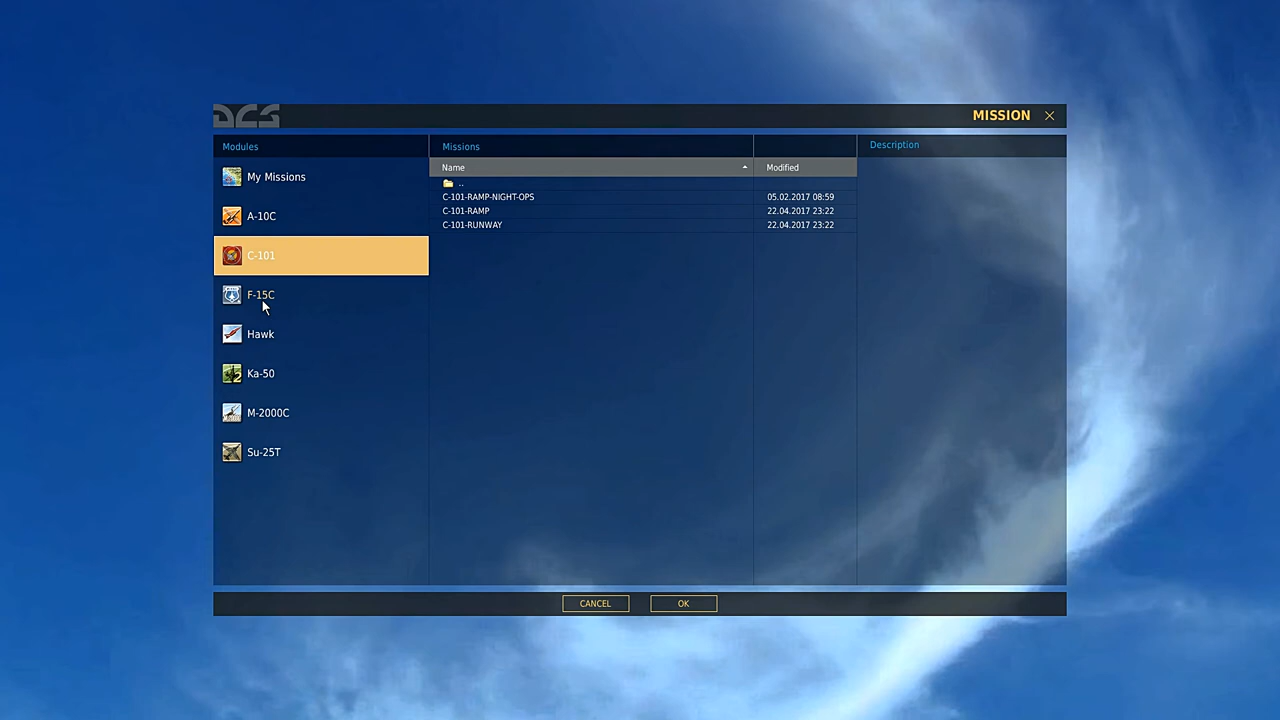 DCS
MISSION
Modules
My Missions
A-10C
C-101
F-15C
Hawk
Ka-50
M-2000C
Su-25T
Missions
Name
Modified
..
C-101-RAMP-NIGHT-OPS
05.02.2017 08:59
C-101-RAMP
22.04.2017 23:22
C-101-RUNWAY
22.04.2017 23:22
Description
CANCEL
OK